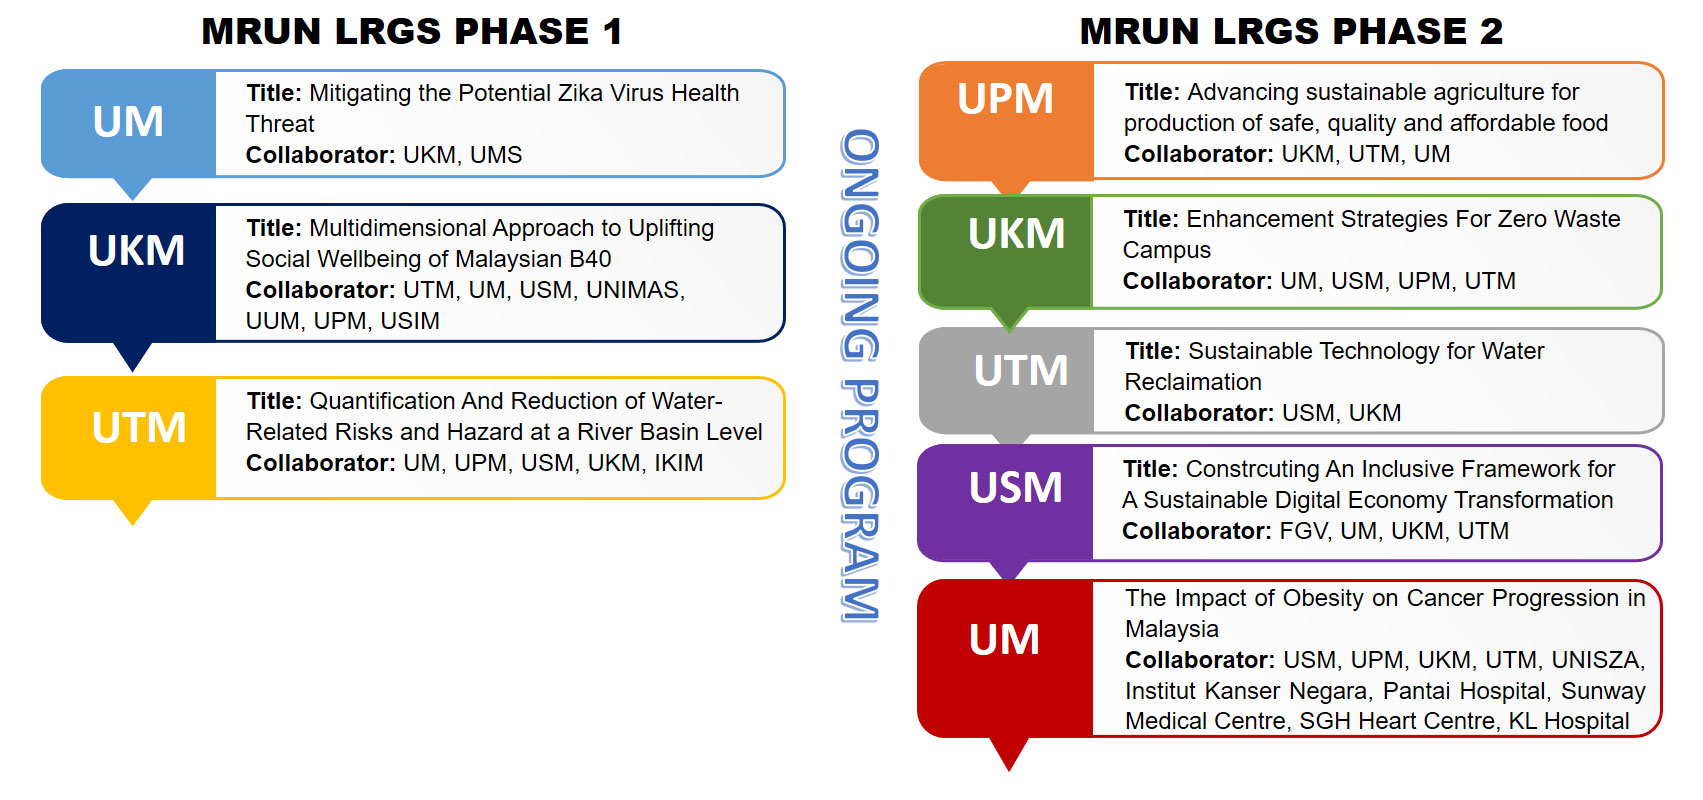 MRUN LRGS PHASE 1
UM
Title: Mitigating the Potential Zika Virus Health
Threat
Collaborator: UKM, UMS
UKM
Title: Multidimensional Approach to Uplifting
Social Wellbeing of Malaysian B40
Collaborator: UTM, UM, USM, UNIMAS,
UUM, UPM, USIM
UTM
Title: Quantification And Reduction of Water-
Related Risks and Hazard at a River Basin Level
Collaborator: UM, UPM, USM, UKM, IKIM
ONGOING PROGRAM
MRUN LRGS PHASE 2
UPM
Title: Advancing sustainable agriculture for
production of safe, quality and affordable food
Collaborator: UKM, UTM, UM
UKM
Title: Enhancement Strategies For Zero Waste
Campus
Collaborator: UM, USM, UPM, UTM
UTM
Title: Sustainable Technology for Water
Reclaimation
Collaborator: USM, UKM
USM
Title: Constrcuting An Inclusive Framework for
A Sustainable Digital Economy Transformation
Collaborator: FGV, UM, UKM, UTM
UM
The Impact of Obesity on Cancer Progression in
Malaysia
Collaborator: USM, UPM, UKM, UTM, UNISZA,
Institut Kanser Negara, Pantai Hospital, Sunway
Medical Centre, SGH Heart Centre, KL Hospital